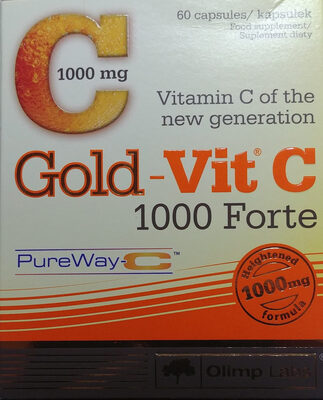 60 capsules/ kapsułek
Food supplement/
Suplement diety
C
1000 mg
Vitamin C of the
new generation
Gold-Vit® C
1000 Forte
PureWay-C™
Heightened
1000mg
formula
Olimp Labs